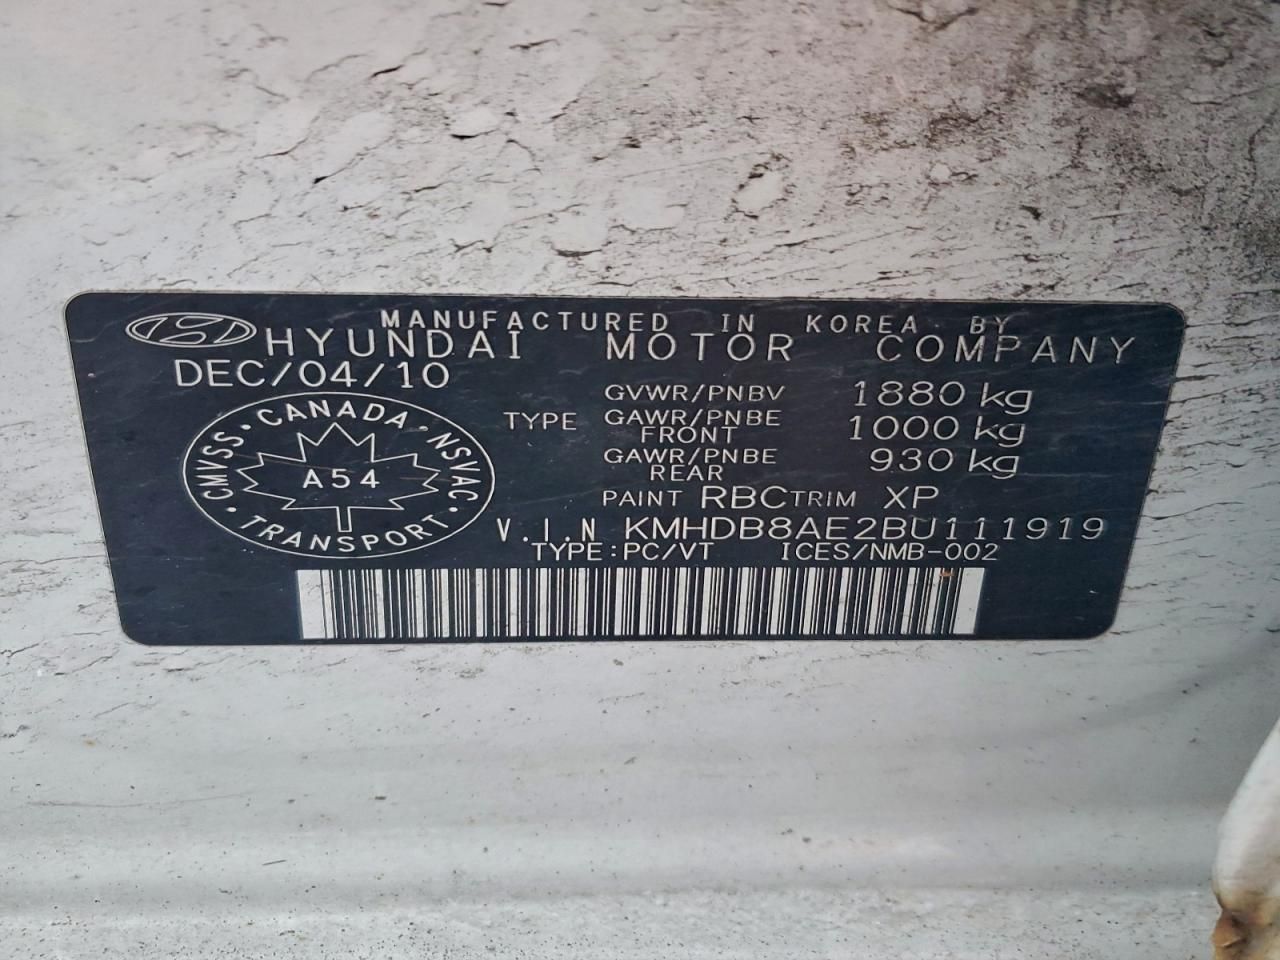 MANUFACTURED IN KOREA BY
HYUNDAI MOTOR COMPANY
DEC/04/10
GVWR/PNBV 1880 kg
TYPE GAWR/PNBE FRONT 1000 kg
GAWR/PNBE REAR 930 kg
PAINT RBC TRIM XP
CMVSS · CANADA · NSVAC · TRANSPORT ·
A54
V.I.N KMHDB8AE2BU111919
TYPE:PC/VT ICES/NMB-002